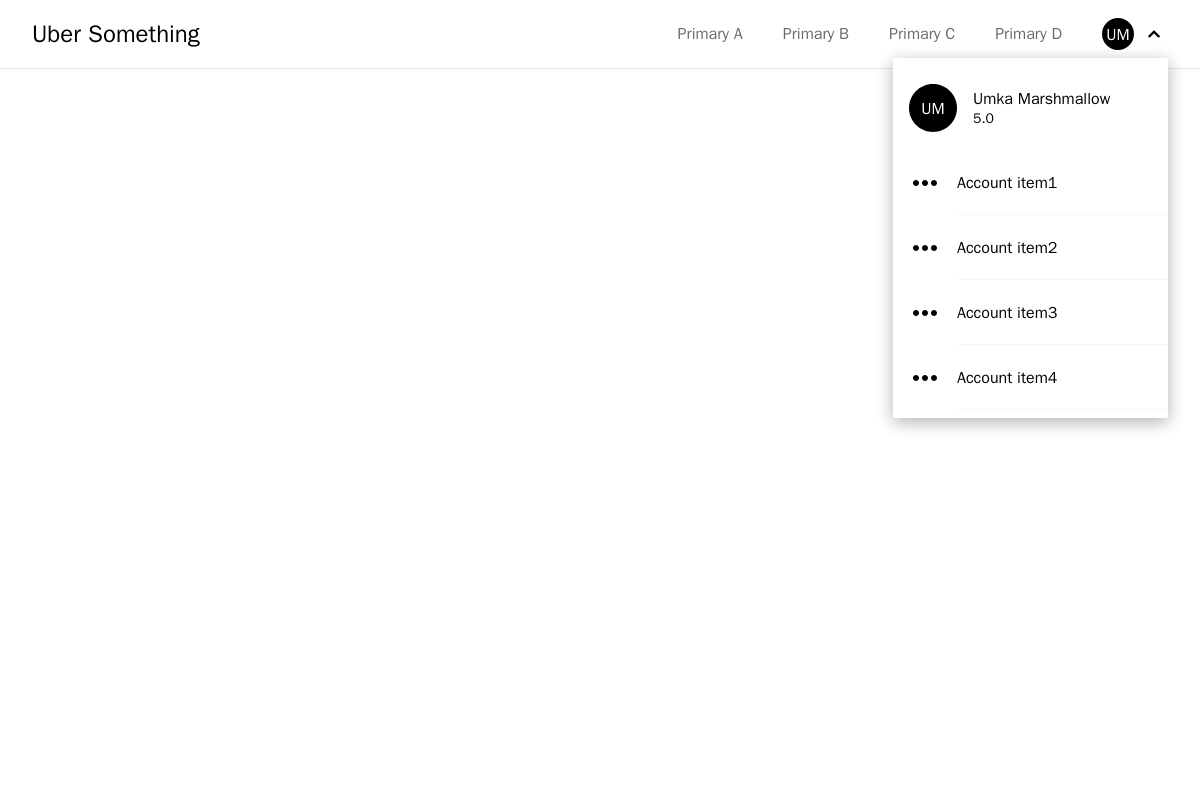 Uber Something
Primary A
Primary B
Primary C
Primary D
UM
UM
Umka Marshmallow
5.0
Account item1
Account item2
Account item3
Account item4